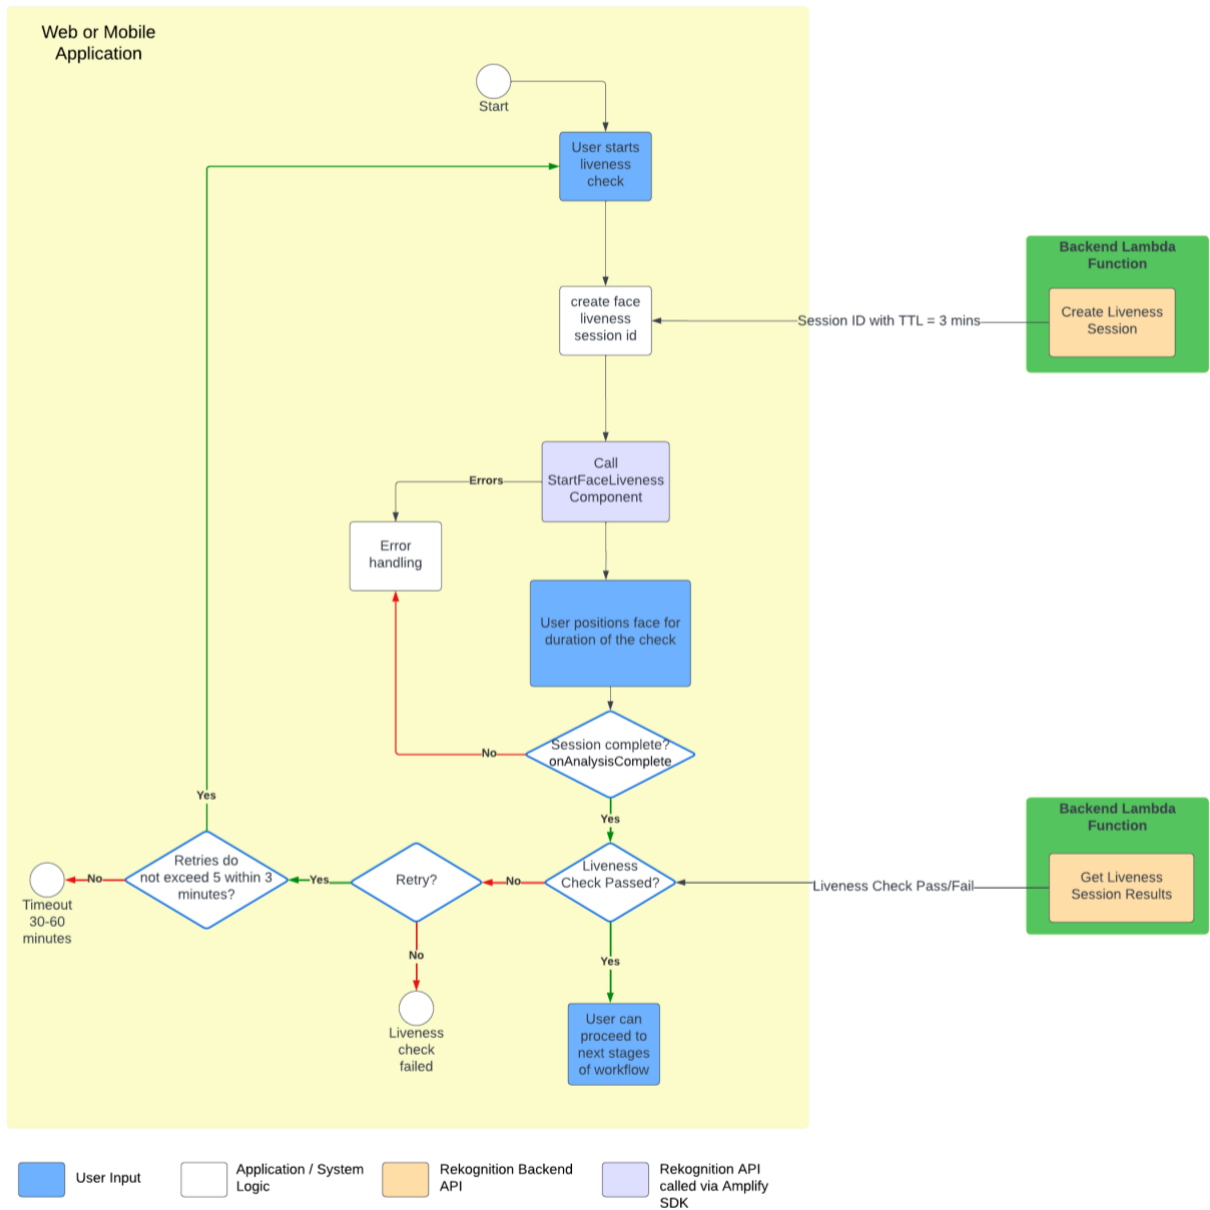 Web or Mobile
Application
Start
User starts
liveness
check
Backend Lambda
Function
create face
liveness
session id
Session ID with TTL = 3 mins
Create Liveness
Session
Call
StartFaceLiveness
Component
Errors
Error
handling
User positions face for
duration of the check
Session complete?
onAnalysisComplete
No
Yes
Yes
Backend Lambda
Function
Retries do
not exceed 5 within 3
minutes?
No
Timeout
30-60
minutes
Yes
Retry?
No
Liveness
Check Passed?
Liveness Check Pass/Fail
Get Liveness
Session Results
No
Yes
Liveness
check
failed
User can
proceed to
next stages
of workflow
User Input
Application / System
Logic
Rekognition Backend
API
Rekognition API
called via Amplify
SDK